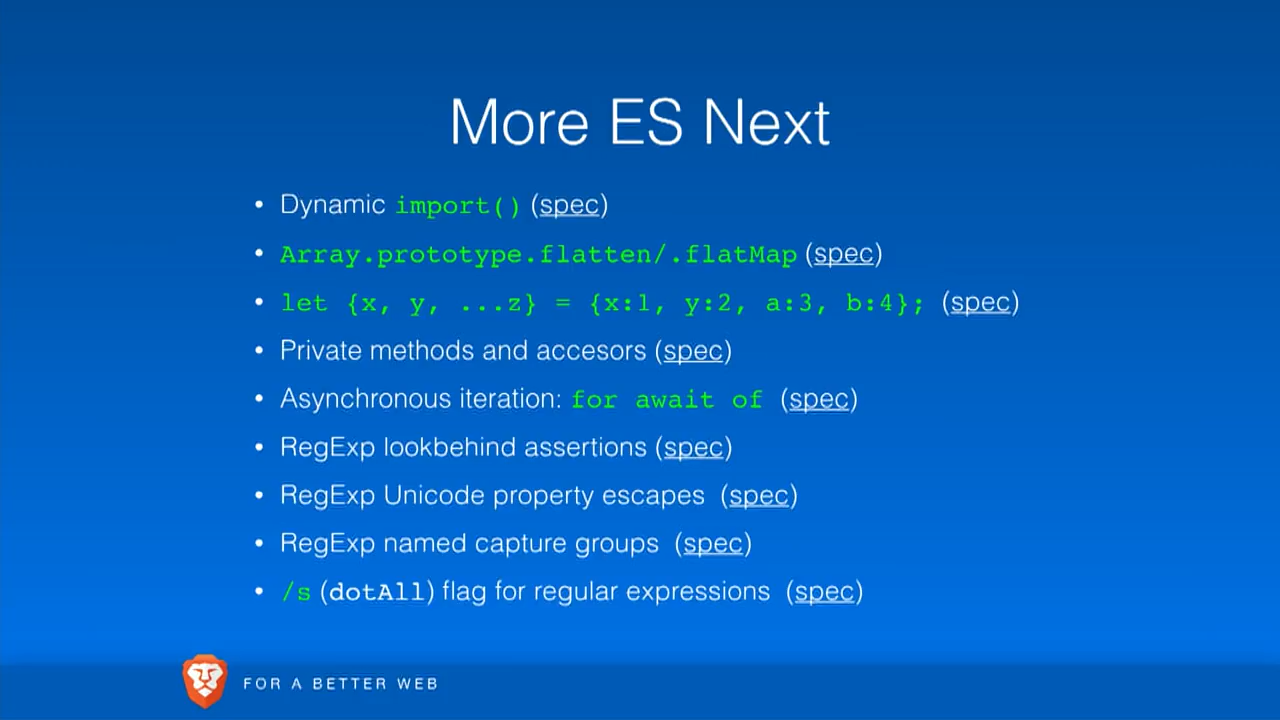 More ES Next
• Dynamic import() (spec)
• Array.prototype.flatten/.flatMap (spec)
• let {x, y, ...z} = {x:1, y:2, a:3, b:4}; (spec)
• Private methods and accesors (spec)
• Asynchronous iteration: for await of (spec)
• RegExp lookbehind assertions (spec)
• RegExp Unicode property escapes (spec)
• RegExp named capture groups (spec)
• /s (dotAll) flag for regular expressions (spec)
FOR A BETTER WEB